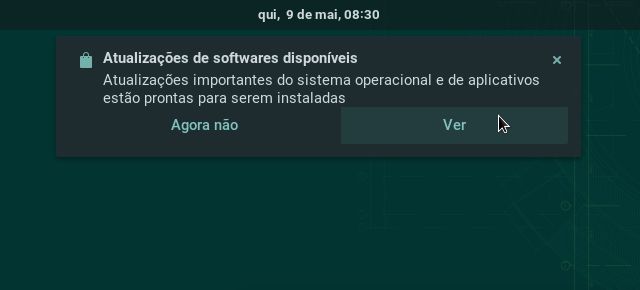 qui, 9 de mai, 08:30
Atualizações de softwares disponíveis
Atualizações importantes do sistema operacional e de aplicativos
estão prontas para serem instaladas
Agora não
Ver